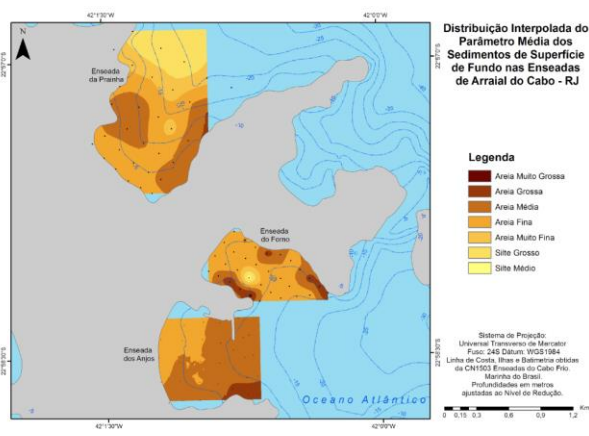 Distribuição Interpolada do
Parâmetro Média dos
Sedimentos de Superfície
de Fundo nas Enseadas
de Arraial do Cabo - RJ
42°1'30"W
42°0'0"W
N
Enseada
da Prainha
Enseada
do Forno
Enseada
dos Anjos
22°58'30"S
Oceano Atlântico
42°1'30"W
42°0'0"W
Legenda
Areia Muito Grossa
Areia Grossa
Areia Média
Areia Fina
Areia Muito Fina
Silte Grosso
Silte Médio
Sistema de Projeção:
Universal Transverso de Mercator
Fuso: 24S Dátum: WGS1984
Linha de Costa, Ilhas e Batimetria obtidas
da CN1503 Enseadas do Cabo Frio.
Marinha do Brasil.
Profundidades em metros
ajustadas ao Nível de Redução.
Km
0 0,15 0,3 0,6 0,9 1,2